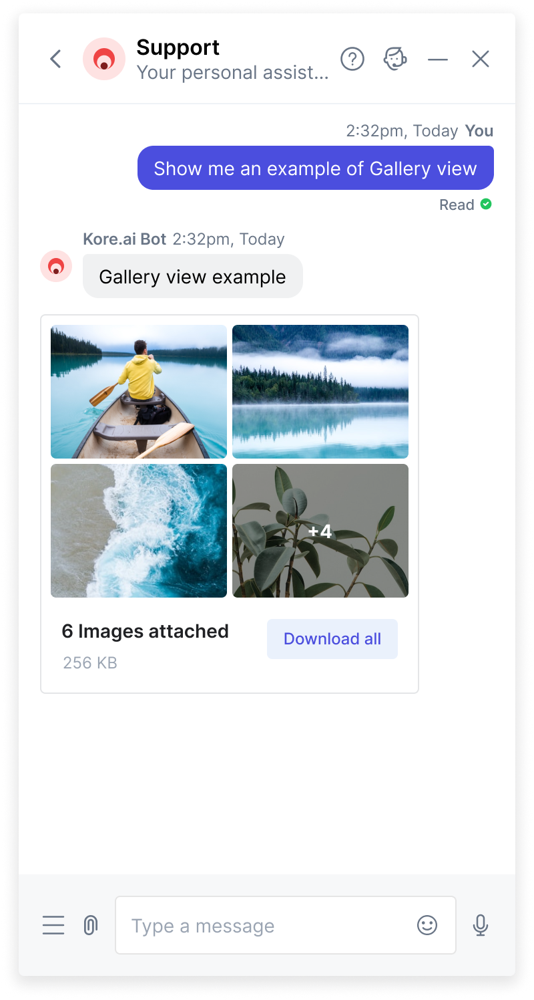 Support
Your personal assist...
2:32pm, Today You
Show me an example of Gallery view
Read
Kore.ai Bot 2:32pm, Today
Gallery view example
+4
6 Images attached
Download all
256 KB
Type a message